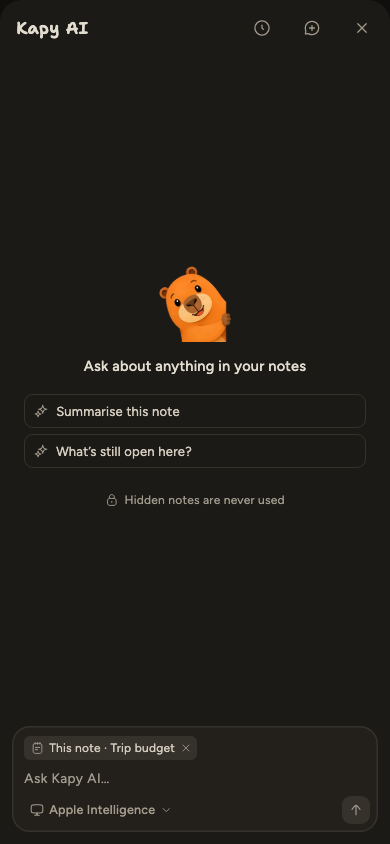 Kapy AI
Ask about anything in your notes
Summarise this note
What's still open here?
Hidden notes are never used
This note · Trip budget
Ask Kapy AI...
Apple Intelligence